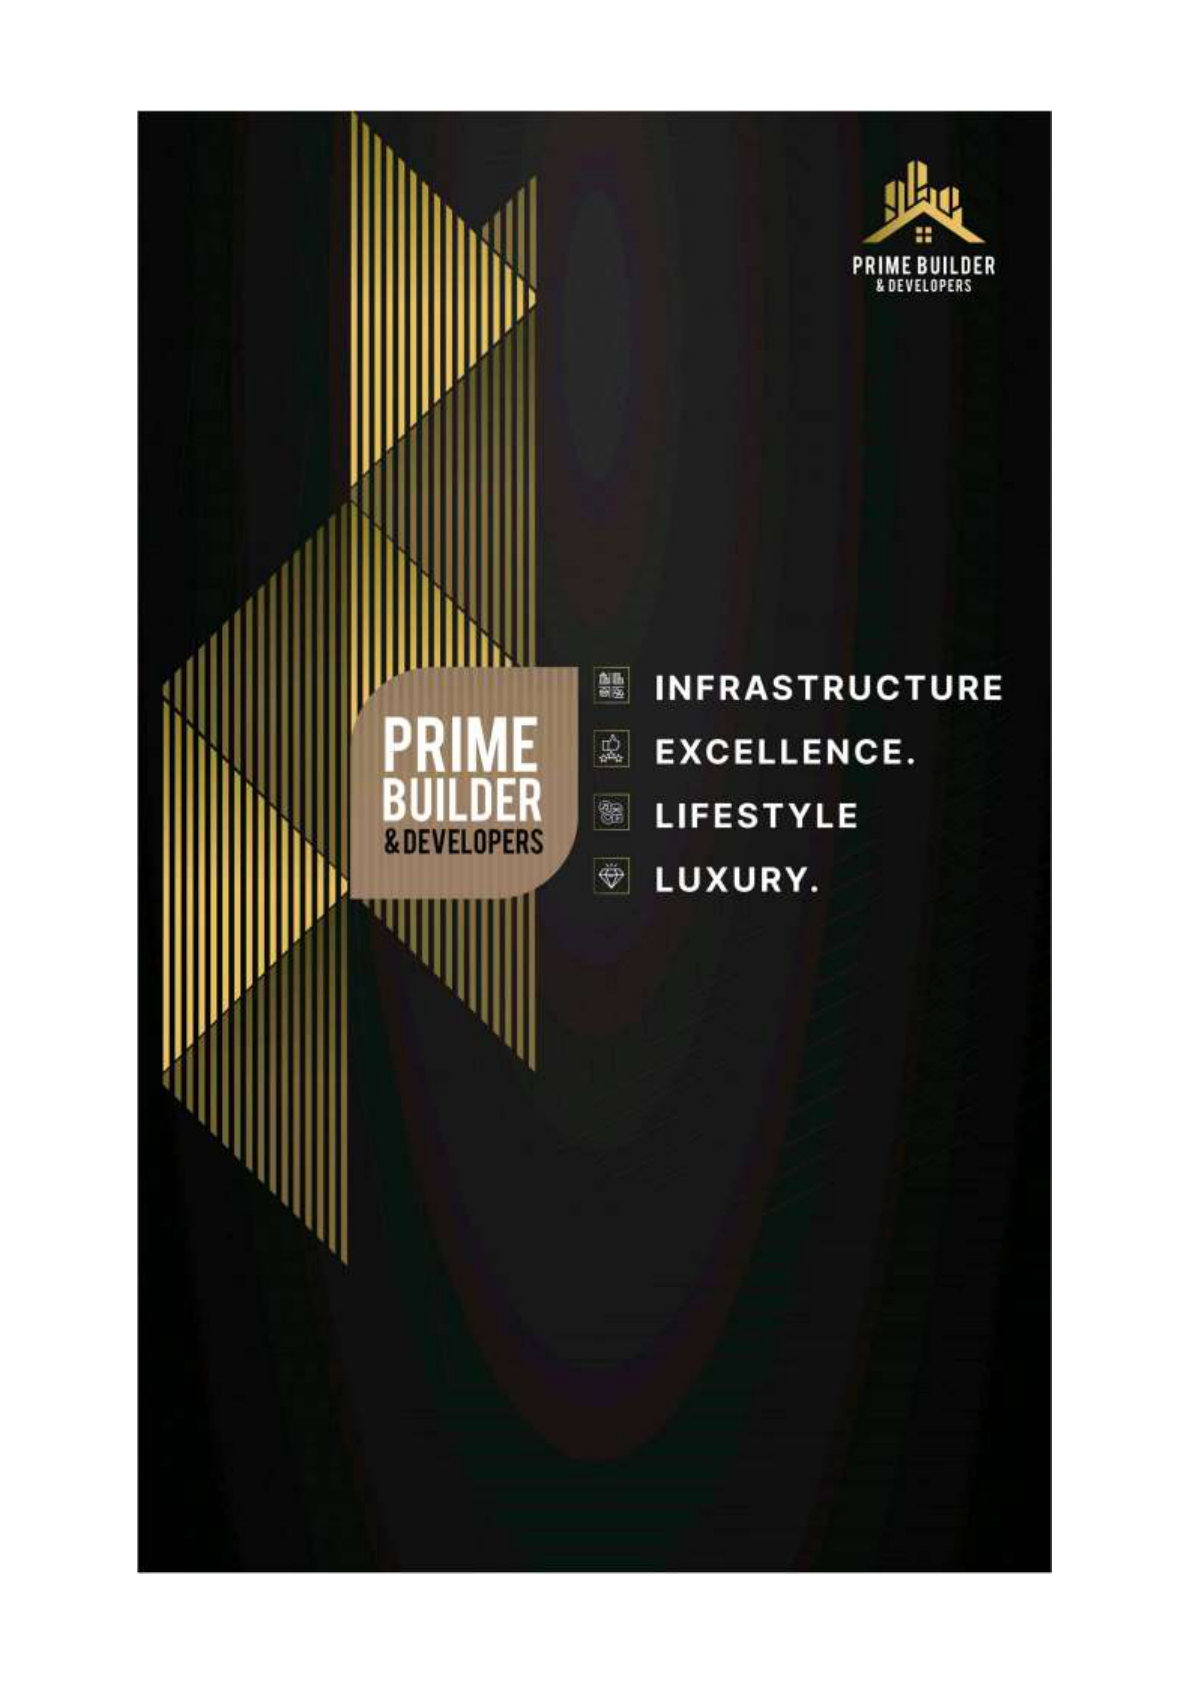 PRIME BUILDER
& DEVELOPERS
PRIME
BUILDER
& DEVELOPERS
INFRASTRUCTURE
EXCELLENCE.
LIFESTYLE
LUXURY.